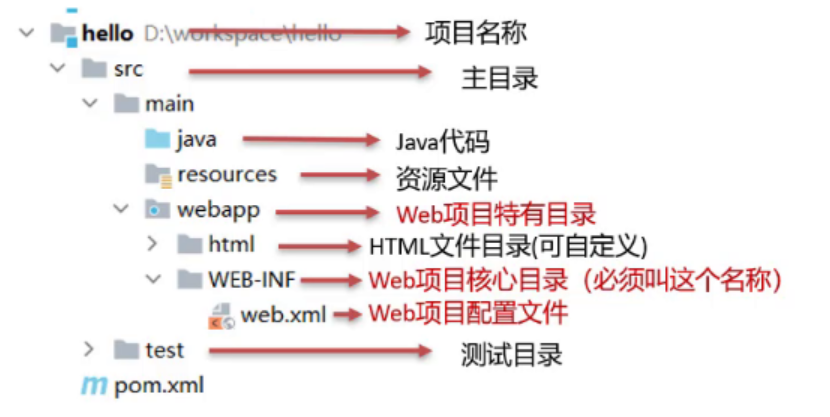 hello D:\workspace\hello 项目名称
src 主目录
main
java Java代码
resources 资源文件
webapp Web项目特有目录
html HTML文件目录(可自定义)
WEB-INF Web项目核心目录（必须叫这个名称）
web.xml Web项目配置文件
test 测试目录
pom.xml